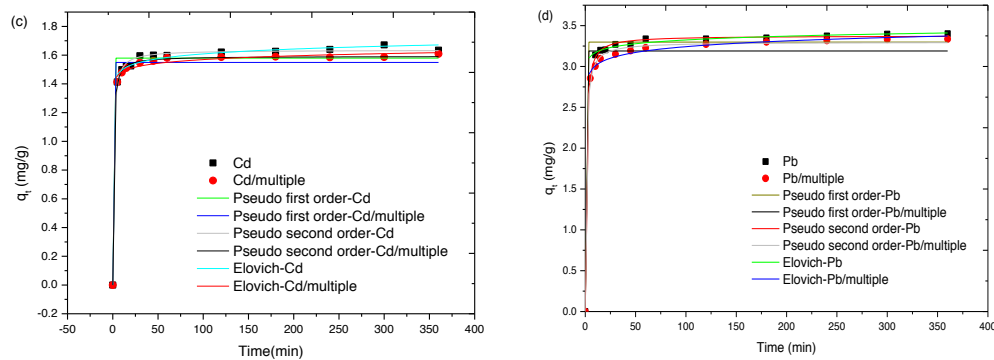 (c)
1.8
1.6
1.4
1.2
1.0
0.8
0.6
0.4
0.2
0.0
-0.2
q t (mg/g)
Cd
Cd/multiple
Pseudo first order-Cd
Pseudo first order-Cd/multiple
Pseudo second order-Cd
Pseudo second order-Cd/multiple
Elovich-Cd
Elovich-Cd/multiple
-50 0 50 100 150 200 250 300 350 400
Time(min)
(d)
3.5
3.0
2.5
2.0
1.5
1.0
0.5
0.0
q t (mg/g)
Pb
Pb/multiple
Pseudo first order-Pb
Pseudo first order-Pb/multiple
Pseudo second order-Pb
Pseudo second order-Pb/multiple
Elovich-Pb
Elovich-Pb/multiple
0 50 100 150 200 250 300 350 400
Time (min)